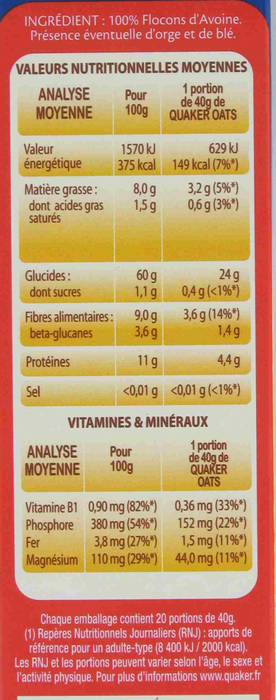 INGRÉDIENT : 100% Flocons d'Avoine.
Présence éventuelle d'orge et de blé.
VALEURS NUTRITIONNELLES MOYENNES
ANALYSE MOYENNE Pour 100g 1 portion de 40g de QUAKER OATS
Valeur 1570 kJ 629 kJ
énergétique 375 kcal 149 kcal (7%*)
Matière grasse : 8,0 g 3,2 g (5%*)
dont acides gras 1,5 g 0,6 g (3%*)
saturés
Glucides : 60 g 24 g
dont sucres 1,1 g 0,4 g (<1%*)
Fibres alimentaires : 9,0 g 3,6 g (14%*)
beta-glucanes 3,6 g 1,4 g
Protéines 11 g 4,4 g
Sel <0,01 g <0,01 g (<1%*)
VITAMINES & MINÉRAUX
ANALYSE MOYENNE Pour 100g 1 portion de 40g de QUAKER OATS
Vitamine B1 0,90 mg (82%*) 0,36 mg (33%*)
Phosphore 380 mg (54%*) 152 mg (22%*)
Fer 3,8 mg (27%*) 1,5 mg (11%*)
Magnésium 110 mg (29%*) 44,0 mg (11%*)
Chaque emballage contient 20 portions de 40g.
(1) Repères Nutritionnels Journaliers (RNJ) : apports de
référence pour un adulte-type (8 400 kJ / 2000 kcal).
Les RNJ et les portions peuvent varier selon l'âge, le sexe et
l'activité physique. Pour plus d'informations www.quaker.fr